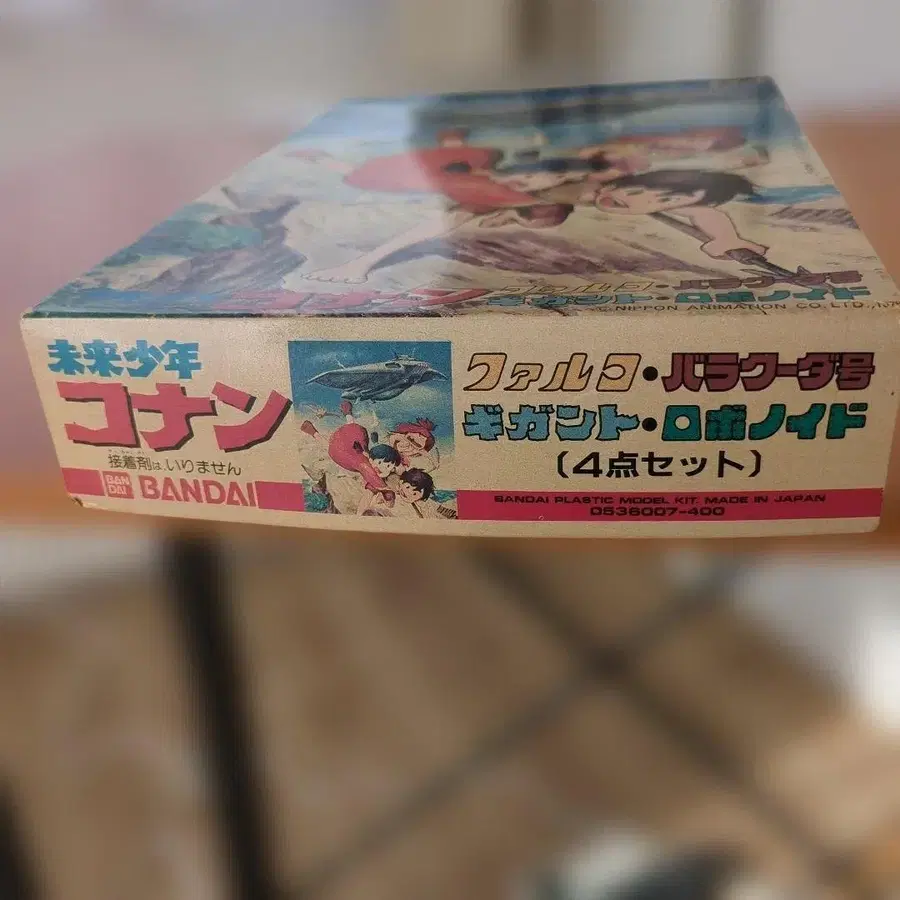 ファルコ・バラクーダ号
ギガント・ロボノイド
© NIPPON ANIMATION CO.,LTD.,
未来少年
コナン
接着剤は、いりません
BAN
DAI
BANDAI
ファルコ・バラクーダ号
ギガント・ロボノイド
(4点セット)
BANDAI PLASTIC MODEL KIT. MADE IN JAPAN
0536007-400